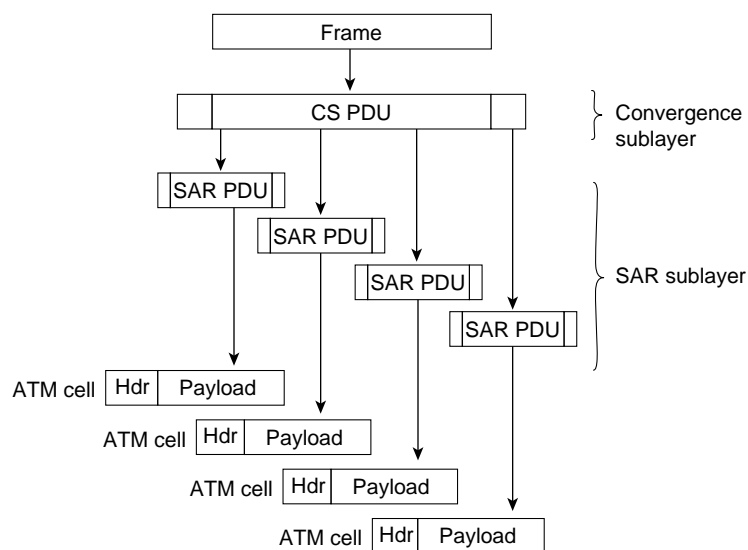 Frame
CS PDU
Convergence
sublayer
SAR PDU
SAR PDU
SAR PDU
SAR sublayer
SAR PDU
ATM cell Hdr Payload
ATM cell Hdr Payload
ATM cell Hdr Payload
ATM cell Hdr Payload